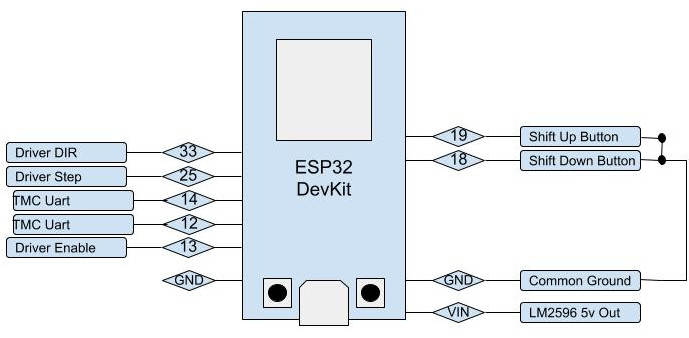 Driver DIR 33
Driver Step 25
TMC Uart 14
TMC Uart 12
Driver Enable 13
GND
ESP32
DevKit
19 Shift Up Button
18 Shift Down Button
GND Common Ground
VIN LM2596 5v Out